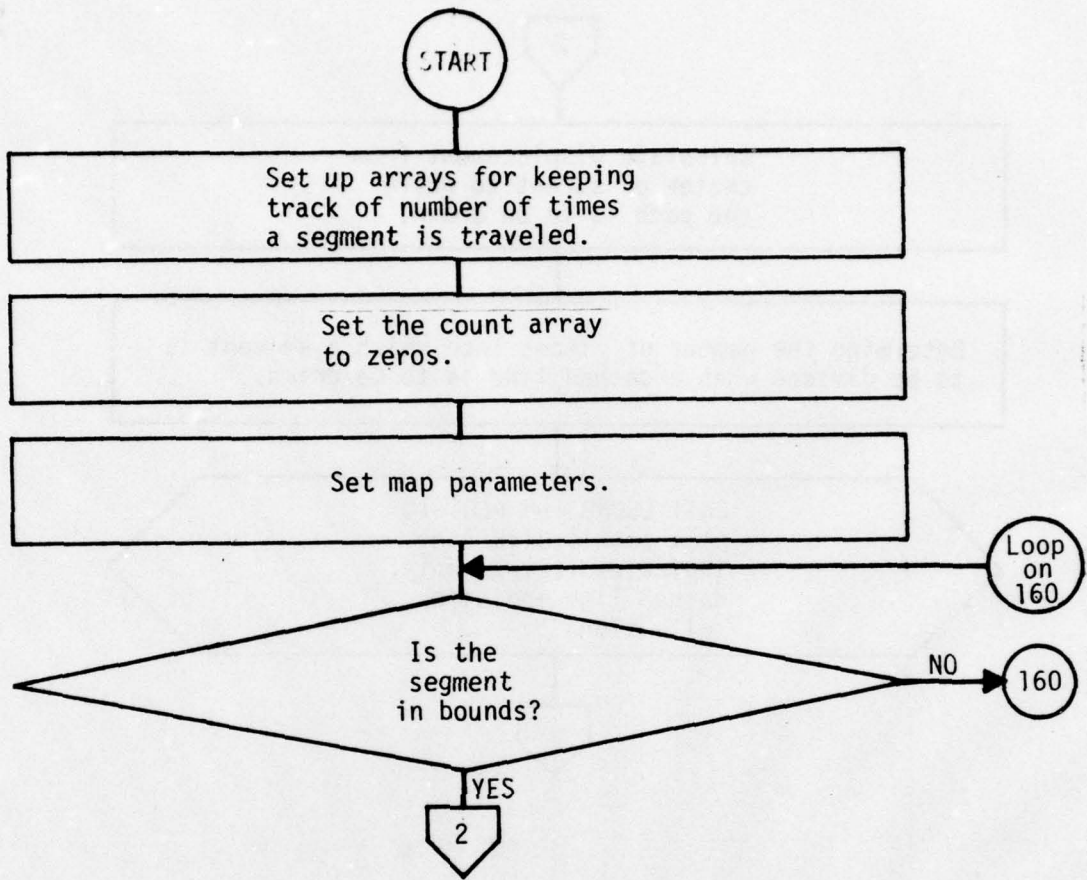 START
Set up arrays for keeping
track of number of times
a segment is traveled.
Set the count array
to zeros.
Set map parameters.
Loop
on
160
Is the
segment
in bounds?
NO
160
YES
2